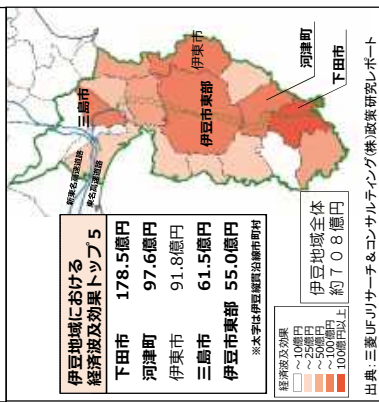 伊豆地域における
経済波及効果トップ5
下田市 178.5億円
河津町 97.6億円
伊東市 91.8億円
三島市 61.5億円
伊豆市東部 55.0億円
※太字は伊豆縦貫沿線市町村
新東名高速道路
東名高速道路
三島市
伊東市
伊豆市東部
河津町
下田市
経済波及効果
～10億円
～25億円
～50億円
～100億円
100億円以上
伊豆地域全体
約708億円
出典:三菱UFJリサーチ&コンサルティング(株)政策研究レポート